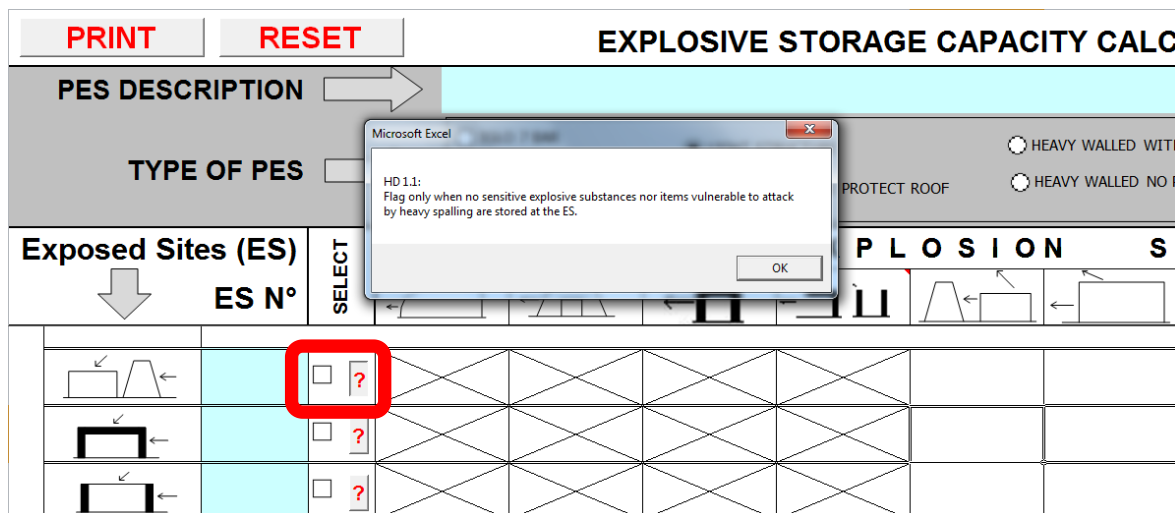 PRINT
RESET
EXPLOSIVE STORAGE CAPACITY CALC
PES DESCRIPTION
Microsoft Excel
HEAVY WALLED WITH
TYPE OF PES
HD 1.1:
Flag only when no sensitive explosive substances nor items vulnerable to attack
by heavy spalling are stored at the ES.
PROTECT ROOF
HEAVY WALLED NO
OK
Exposed Sites (ES)
SELECT
P L O S I O N S
ES N°
?
?
?